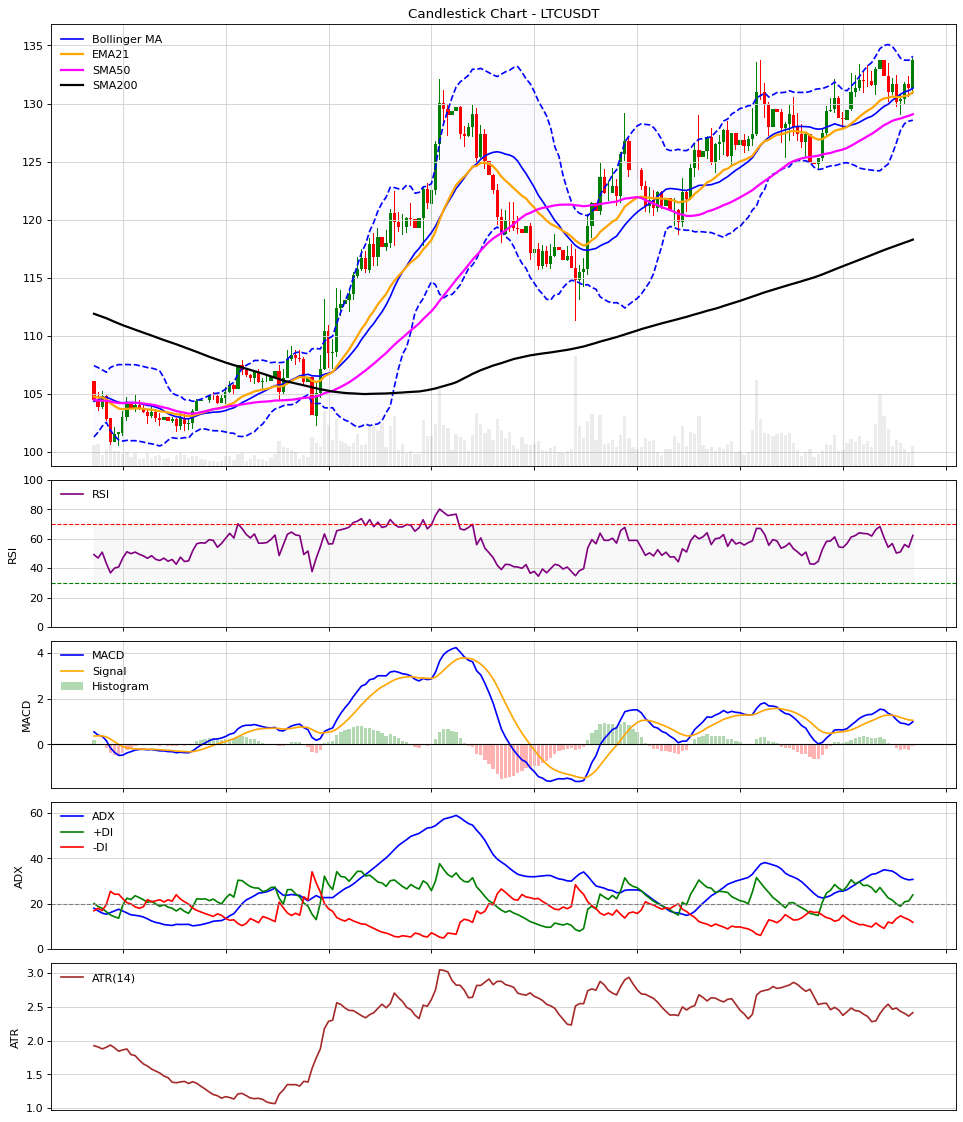 Candlestick Chart - LTCUSDT
Bollinger MA
EMA21
SMA50
SMA200
135
130
125
120
115
110
105
100
RSI
RSI
100
80
60
40
20
0
MACD
Signal
Histogram
MACD
4
2
0
ADX
+DI
-DI
ADX
60
40
20
0
ATR(14)
ATR
3.0
2.5
2.0
1.5
1.0